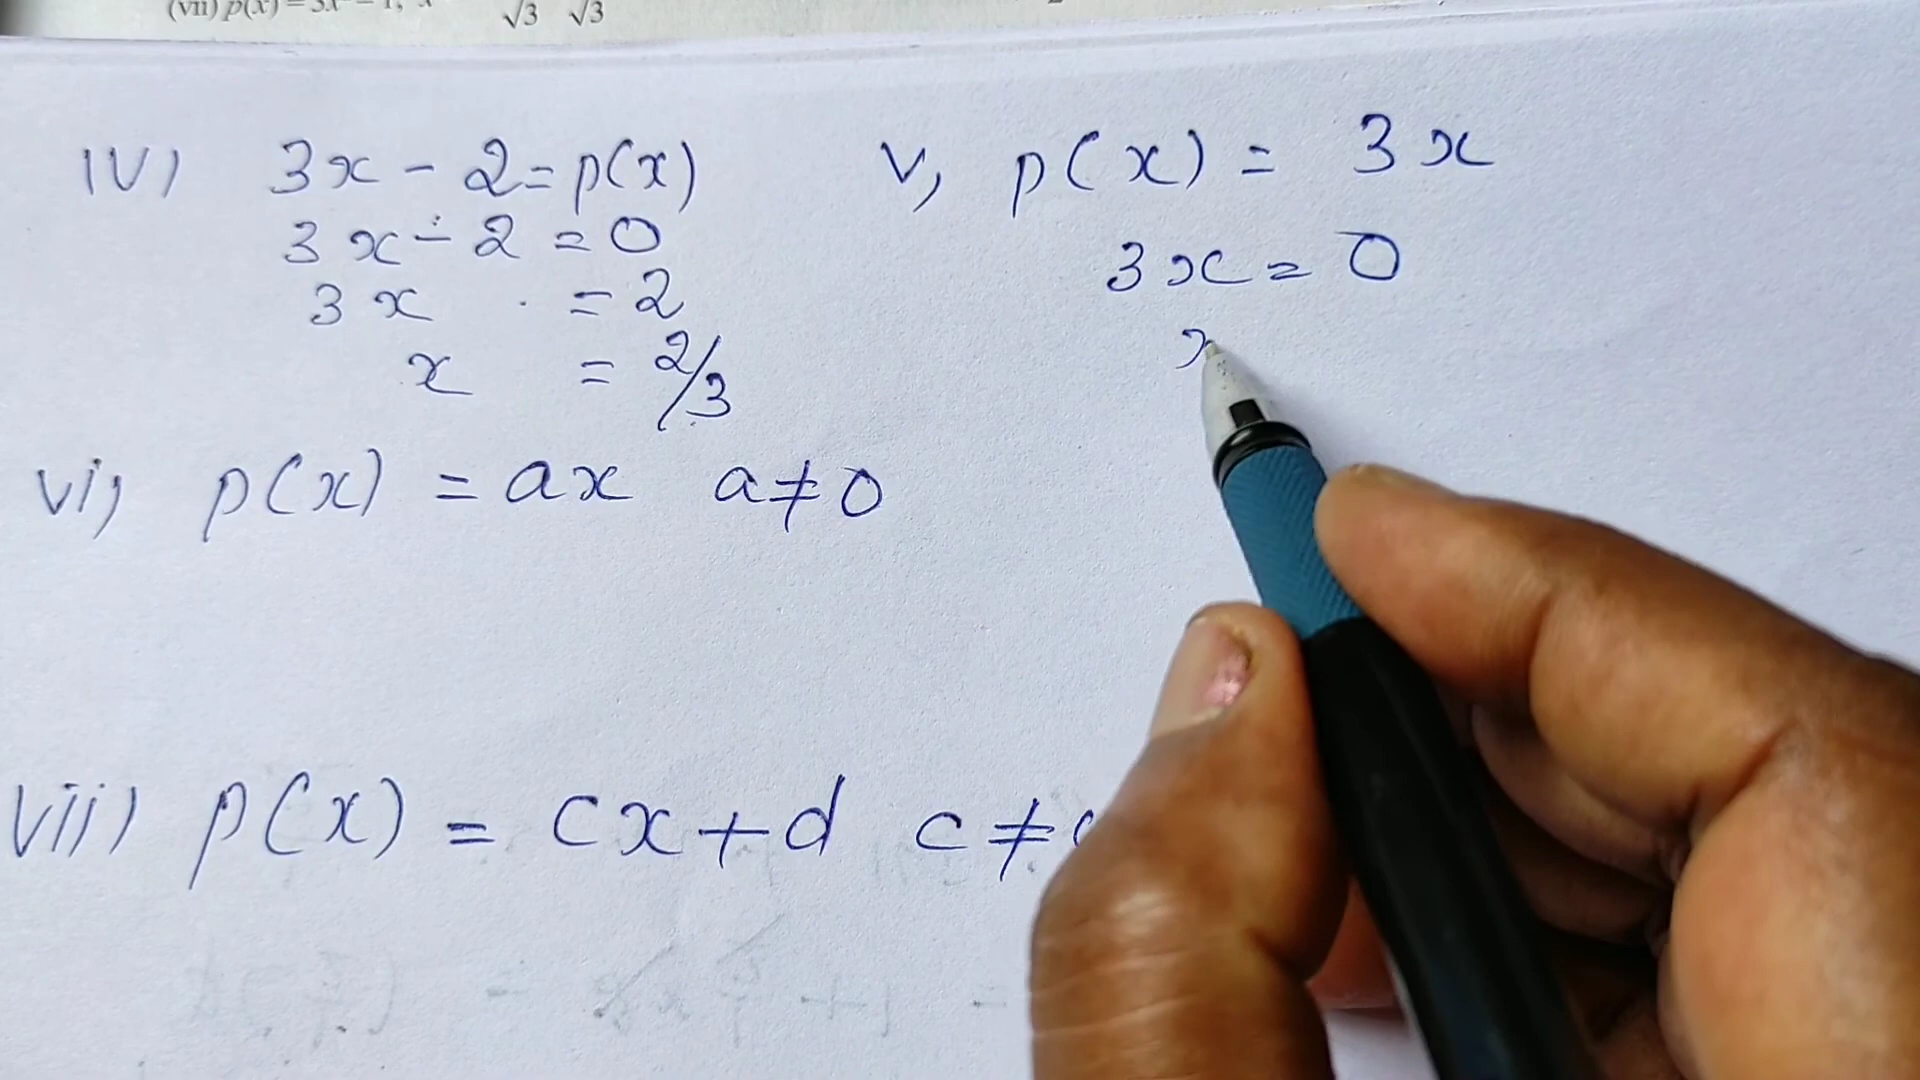 (vii) p(x) = 3x² – 1, x
√3 √3
iv) 3x - 2 = p(x)
3x - 2 = 0
3x = 2
x = 2/3
v, p(x) = 3x
3x = 0
x
vi, p(x) = ax a ≠ 0
vii) p(x) = cx + d c ≠